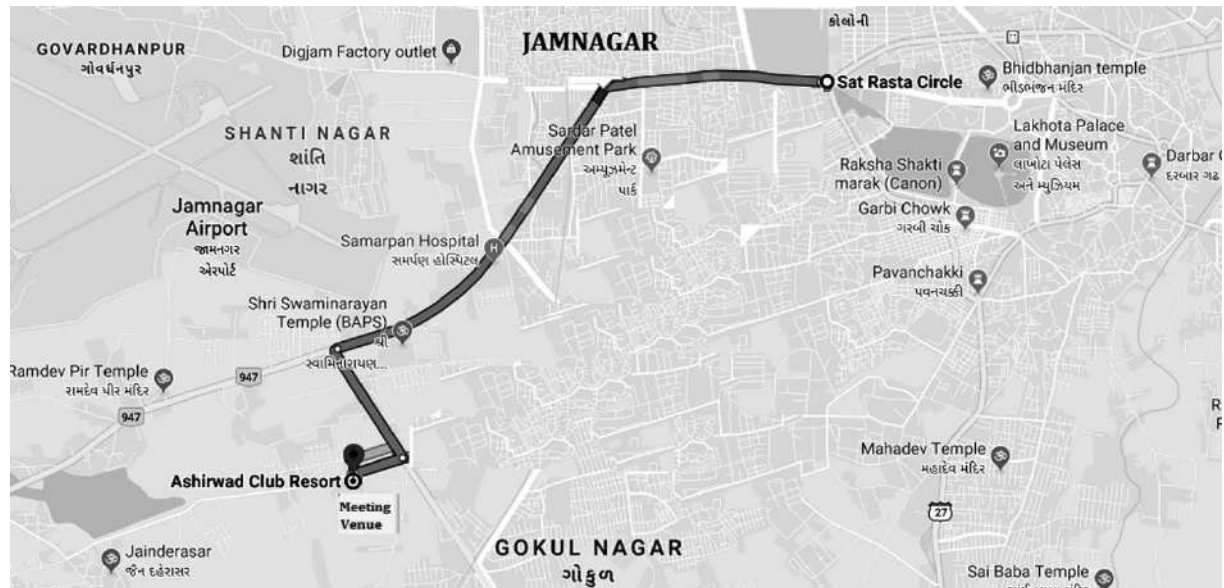 કોલોની
GOVARDHANPUR
ગોવર્ધનપુર
Digjam Factory outlet
JAMNAGAR
Sat Rasta Circle
Bhidbhanjan temple
ભીડભંજન મંદિર
SHANTI NAGAR
શાંતિ
નગર
Sardar Patel
Amusement Park
અમ્યૂઝમેન્ટ
પાર્ક
Lakhota Palace
and Museum
લાખોટા પેલેસ
અને મ્યુઝિયમ
Raksha Shakti
marak (Canon)
Darbar
દરબાર ગઢ
Jamnagar
Airport
જામનગર
એરપોર્ટ
Garbi Chowk
ગરબી ચોક
Samarpan Hospital
સમર્પણ હોસ્પિટલ
H
Pavanchakki
પવનચક્કી
Shri Swaminarayan
Temple (BAPS)
શ્રી
સ્વામિનારાયણ...
Ramdev Pir Temple
રામદેવ પીર મંદિર
947
947
Mahadev Temple
મહાદેવ મંદિર
Ashirwad Club Resort
Meeting
Venue
27
Jainderasar
જૈન દહેરાસર
GOKUL NAGAR
ગોકુળ
Sai Baba Temple